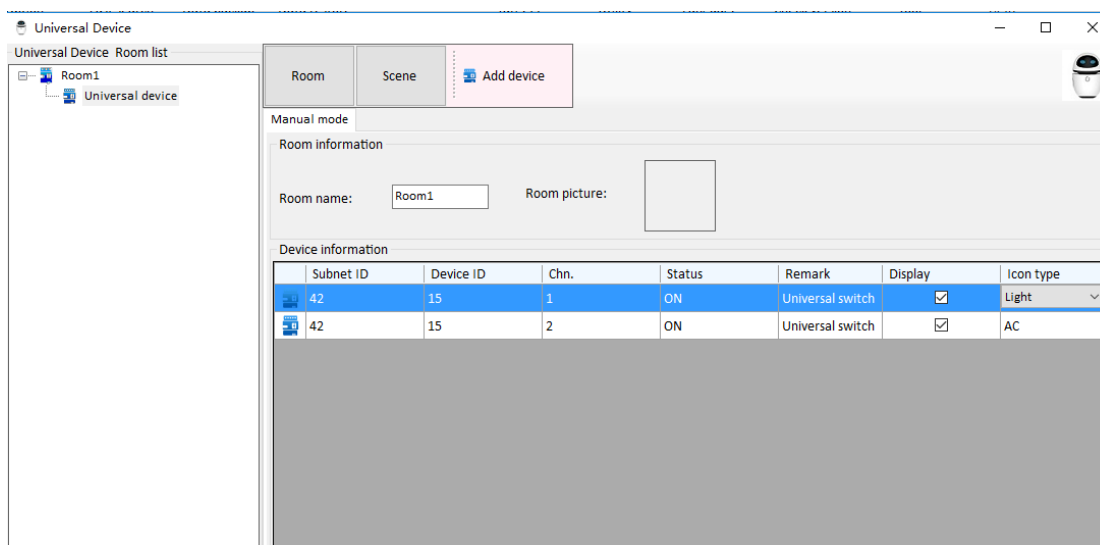 Universal Device
Universal Device Room list
Room1
Universal device
Room Scene Add device
Manual mode
Room information
Room name: Room1 Room picture:
Device information
Subnet ID Device ID Chn. Status Remark Display Icon type
42 15 1 ON Universal switch Light
42 15 2 ON Universal switch AC